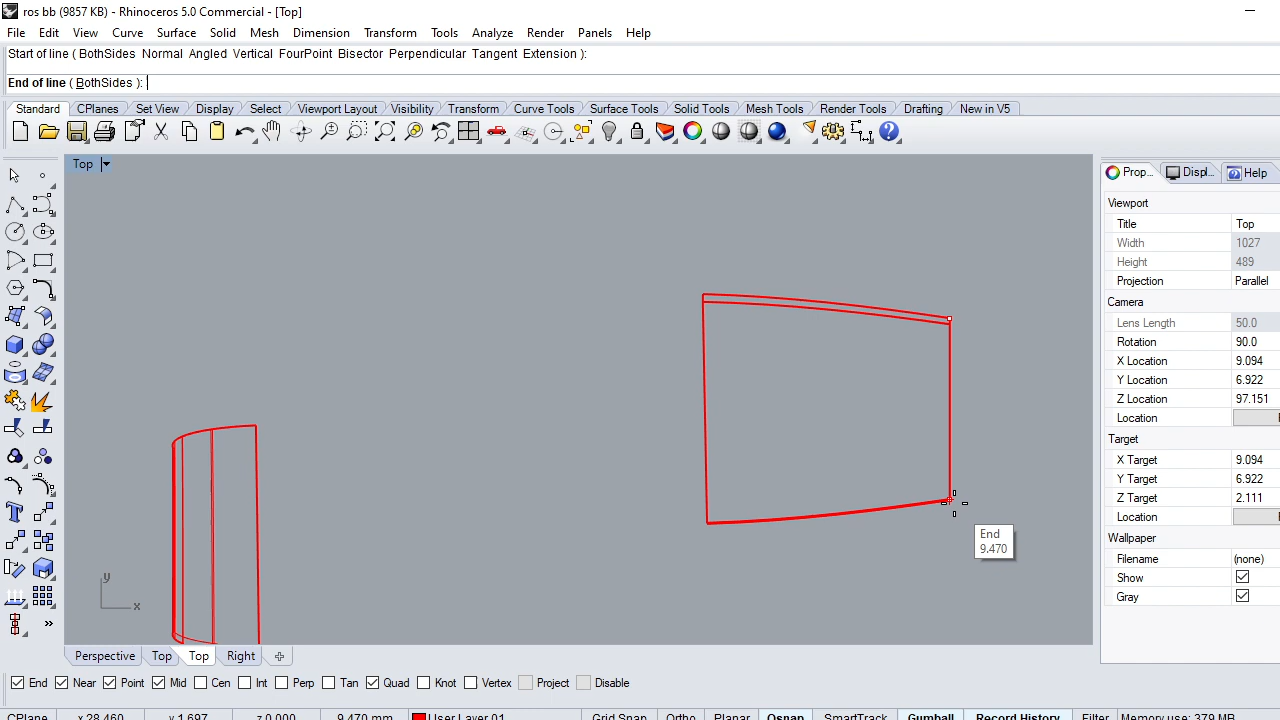 ros bb (9857 KB) - Rhinoceros 5.0 Commercial - [Top]
File Edit View Curve Surface Solid Mesh Dimension Transform Tools Analyze Render Panels Help
Start of line ( BothSides Normal Angled Vertical FourPoint Bisector Perpendicular Tangent Extension ):
End of line ( BothSides ):
Standard CPlanes Set View Display Select Viewport Layout Visibility Transform Curve Tools Surface Tools Solid Tools Mesh Tools Render Tools Drafting New in V5
Top
Prop... Displ... Help
Viewport
Title Top
Width 1027
Height 489
Projection Parallel
Camera
Lens Length 50.0
Rotation 90.0
X Location 9.094
Y Location 6.922
Z Location 97.151
Location
Target
X Target 9.094
Y Target 6.922
Z Target 2.111
Location
Wallpaper
Filename (none)
Show
Gray
End
9.470
y
x
Perspective Top Top Right
End Near Point Mid Cen Int Perp Tan Quad Knot Vertex Project Disable
CPlane x 28.460 y 1.697 z 0.000 9.470 mm User Layer 01 Grid Snap Ortho Planar Osnap SmartTrack Gumball Record History Filter Memory use: 379 MB